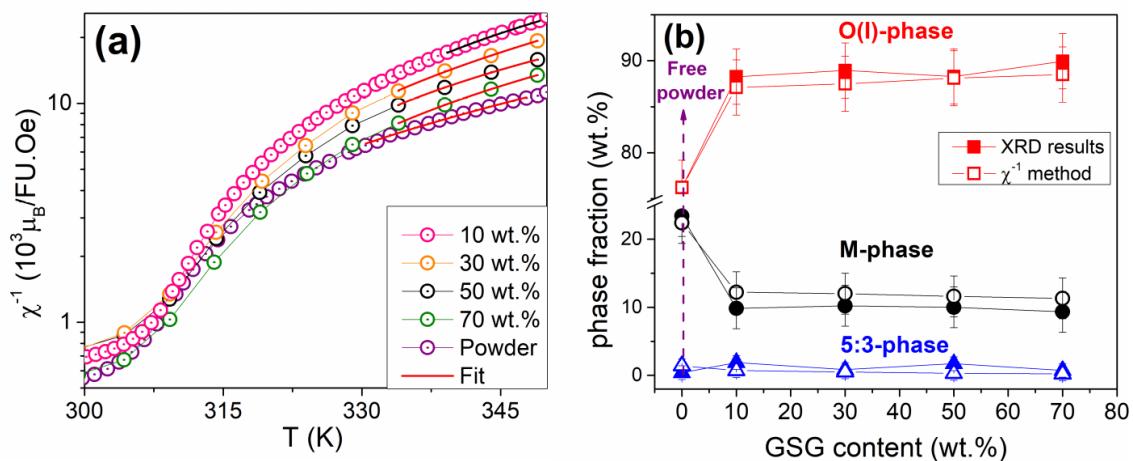 (a)
χ⁻¹ (10³μ_B/FU.Oe)
10
1
300
315
330
345
T (K)
10 wt.%
30 wt.%
50 wt.%
70 wt.%
Powder
Fit
(b)
O(I)-phase
Free
powder
XRD results
χ⁻¹ method
M-phase
5:3-phase
phase fraction (wt.%)
90
80
20
10
0
0
10
20
30
40
50
60
70
80
GSG content (wt.%)